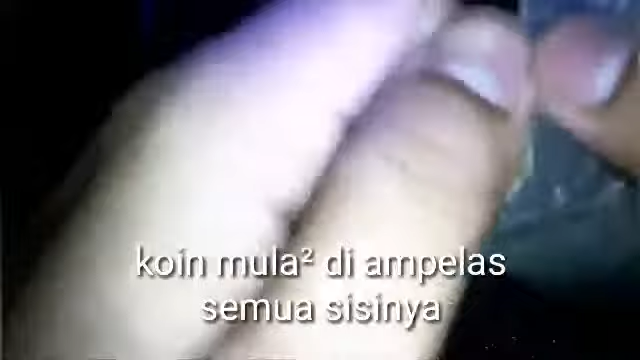 koin mula² di ampelas
semua sisinya